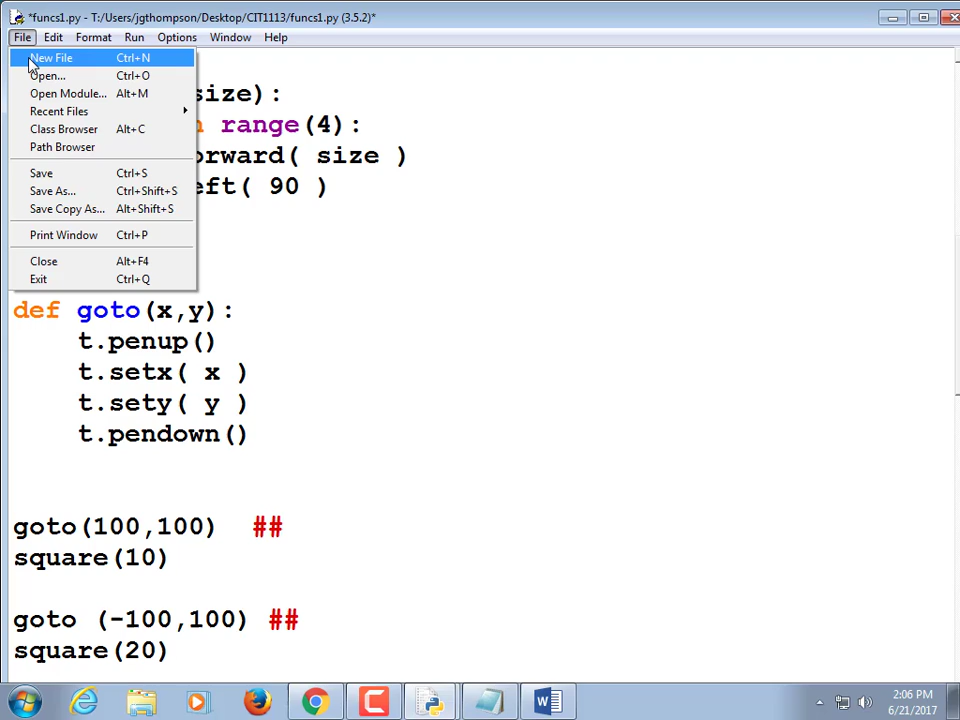 *funcs1.py - T:/Users/jgthompson/Desktop/CIT1113/funcs1.py (3.5.2)*
File Edit Format Run Options Window Help
New File Ctrl+N
Open... Ctrl+O
Open Module... Alt+M
Recent Files
Class Browser Alt+C
Path Browser
Save Ctrl+S
Save As... Ctrl+Shift+S
Save Copy As... Alt+Shift+S
Print Window Ctrl+P
Close Alt+F4
Exit Ctrl+Q
size):
range(4):
orward( size )
eft( 90 )
def goto(x,y):
t.penup()
t.setx( x )
t.sety( y )
t.pendown()
goto(100,100) ##
square(10)
goto (-100,100) ##
square(20)
2:06 PM
6/21/2017